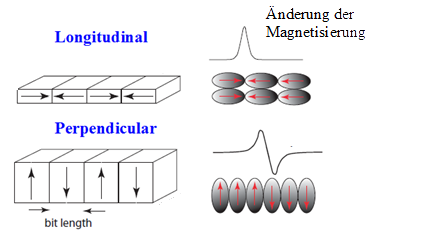 Longitudinal
Änderung der
Magnetisierung
Perpendicular
bit length